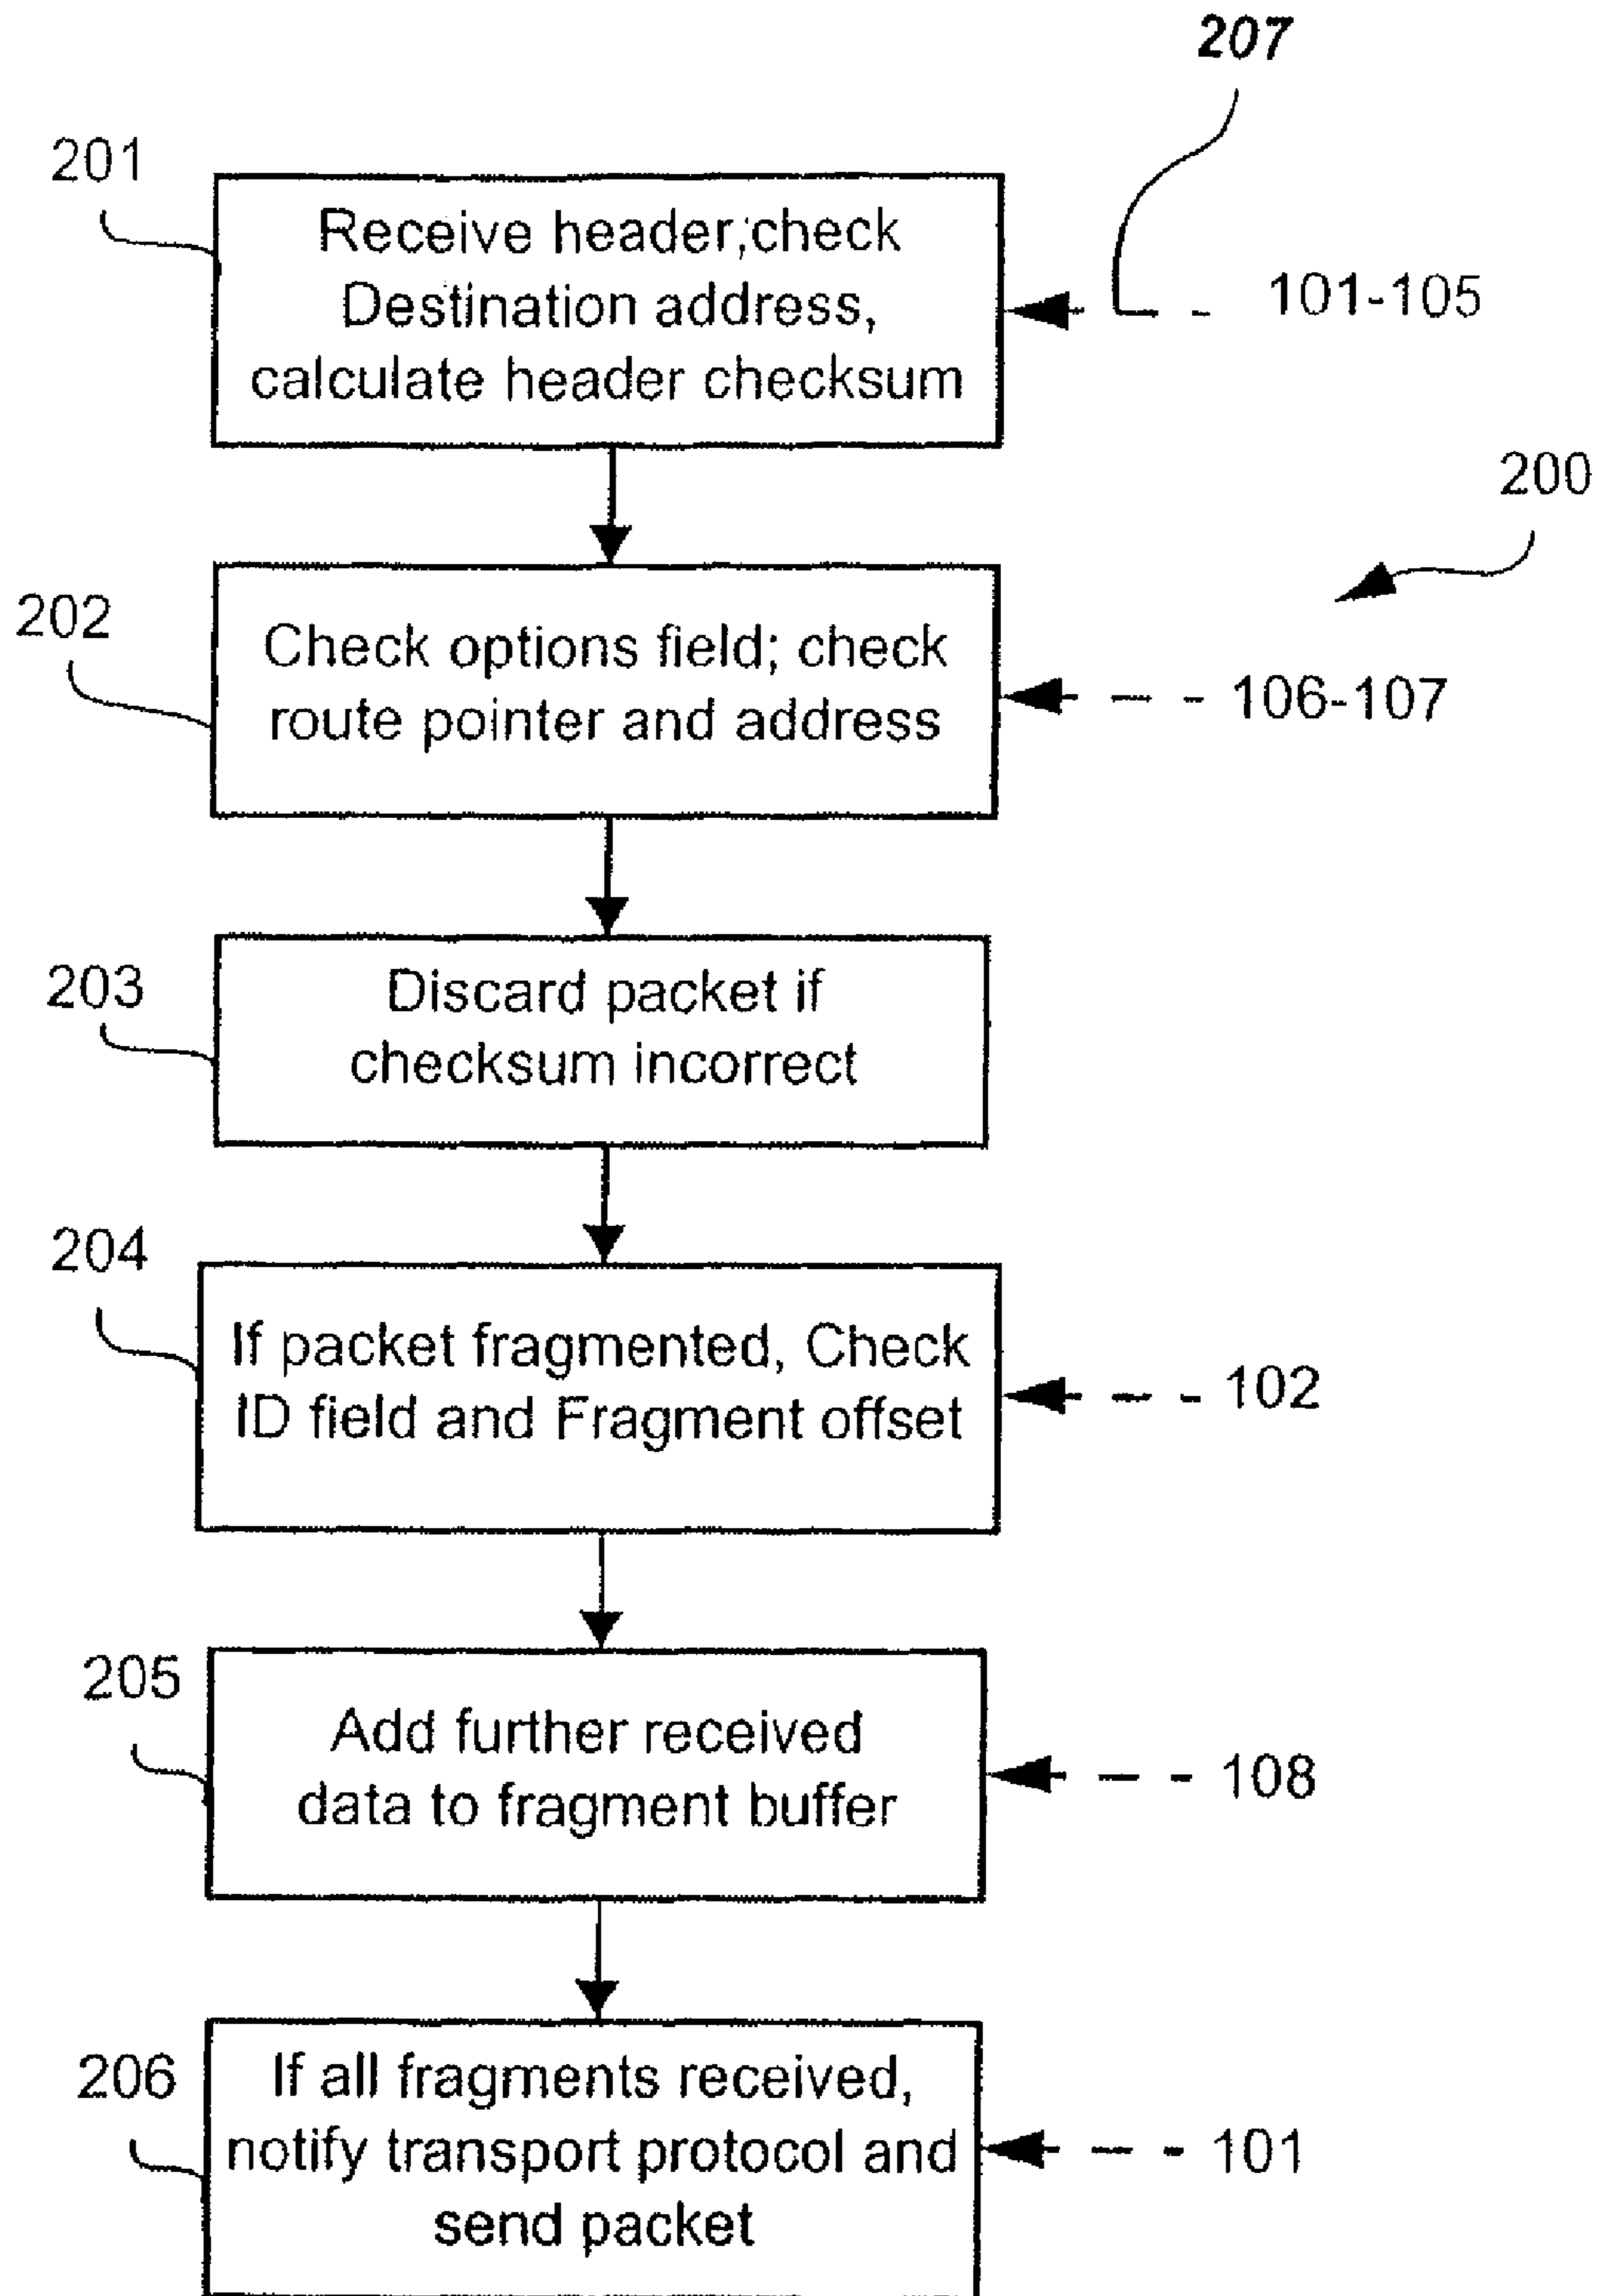 207
201
Receive header,check
Destination address,
calculate header checksum
101-105
200
202
Check options field; check
route pointer and address
106-107
203
Discard packet if
checksum incorrect
204
If packet fragmented, Check
ID field and Fragment offset
102
205
Add further received
data to fragment buffer
108
206
If all fragments received,
notify transport protocol and
send packet
101